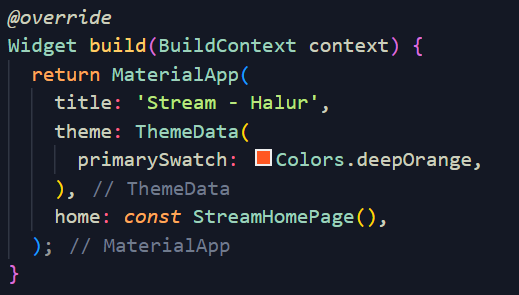 @override
Widget build(BuildContext context) {
  return MaterialApp(
    title: 'Stream - Halur',
    theme: ThemeData(
      primarySwatch: Colors.deepOrange,
    ), // ThemeData
    home: const StreamHomePage(),
  ); // MaterialApp
}